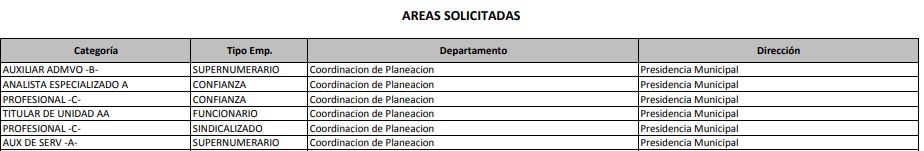 AREAS SOLICITADAS
Categoría Tipo Emp. Departamento Dirección
AUXILIAR ADMVO -B- SUPERNUMERARIO Coordinacion de Planeacion Presidencia Municipal
ANALISTA ESPECIALIZADO A CONFIANZA Coordinacion de Planeacion Presidencia Municipal
PROFESIONAL -C- CONFIANZA Coordinacion de Planeacion Presidencia Municipal
TITULAR DE UNIDAD AA FUNCIONARIO Coordinacion de Planeacion Presidencia Municipal
PROFESIONAL -C- SINDICALIZADO Coordinacion de Planeacion Presidencia Municipal
AUX DE SERV -A- SUPERNUMERARIO Coordinacion de Planeacion Presidencia Municipal